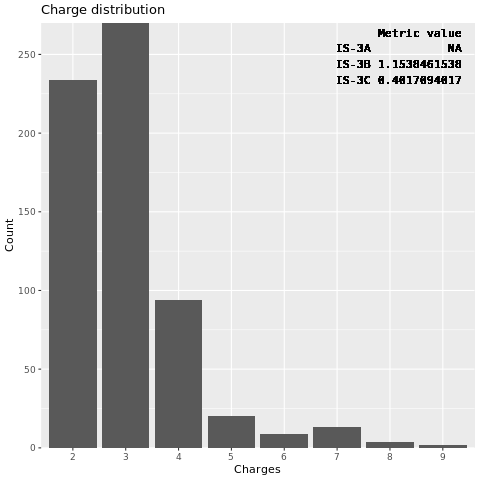 Charge distribution
Metric value
IS-3A NA
IS-3B 1.1538461538
IS-3C 0.4017094017
250
200
150
100
50
0
Count
2 3 4 5 6 7 8 9
Charges